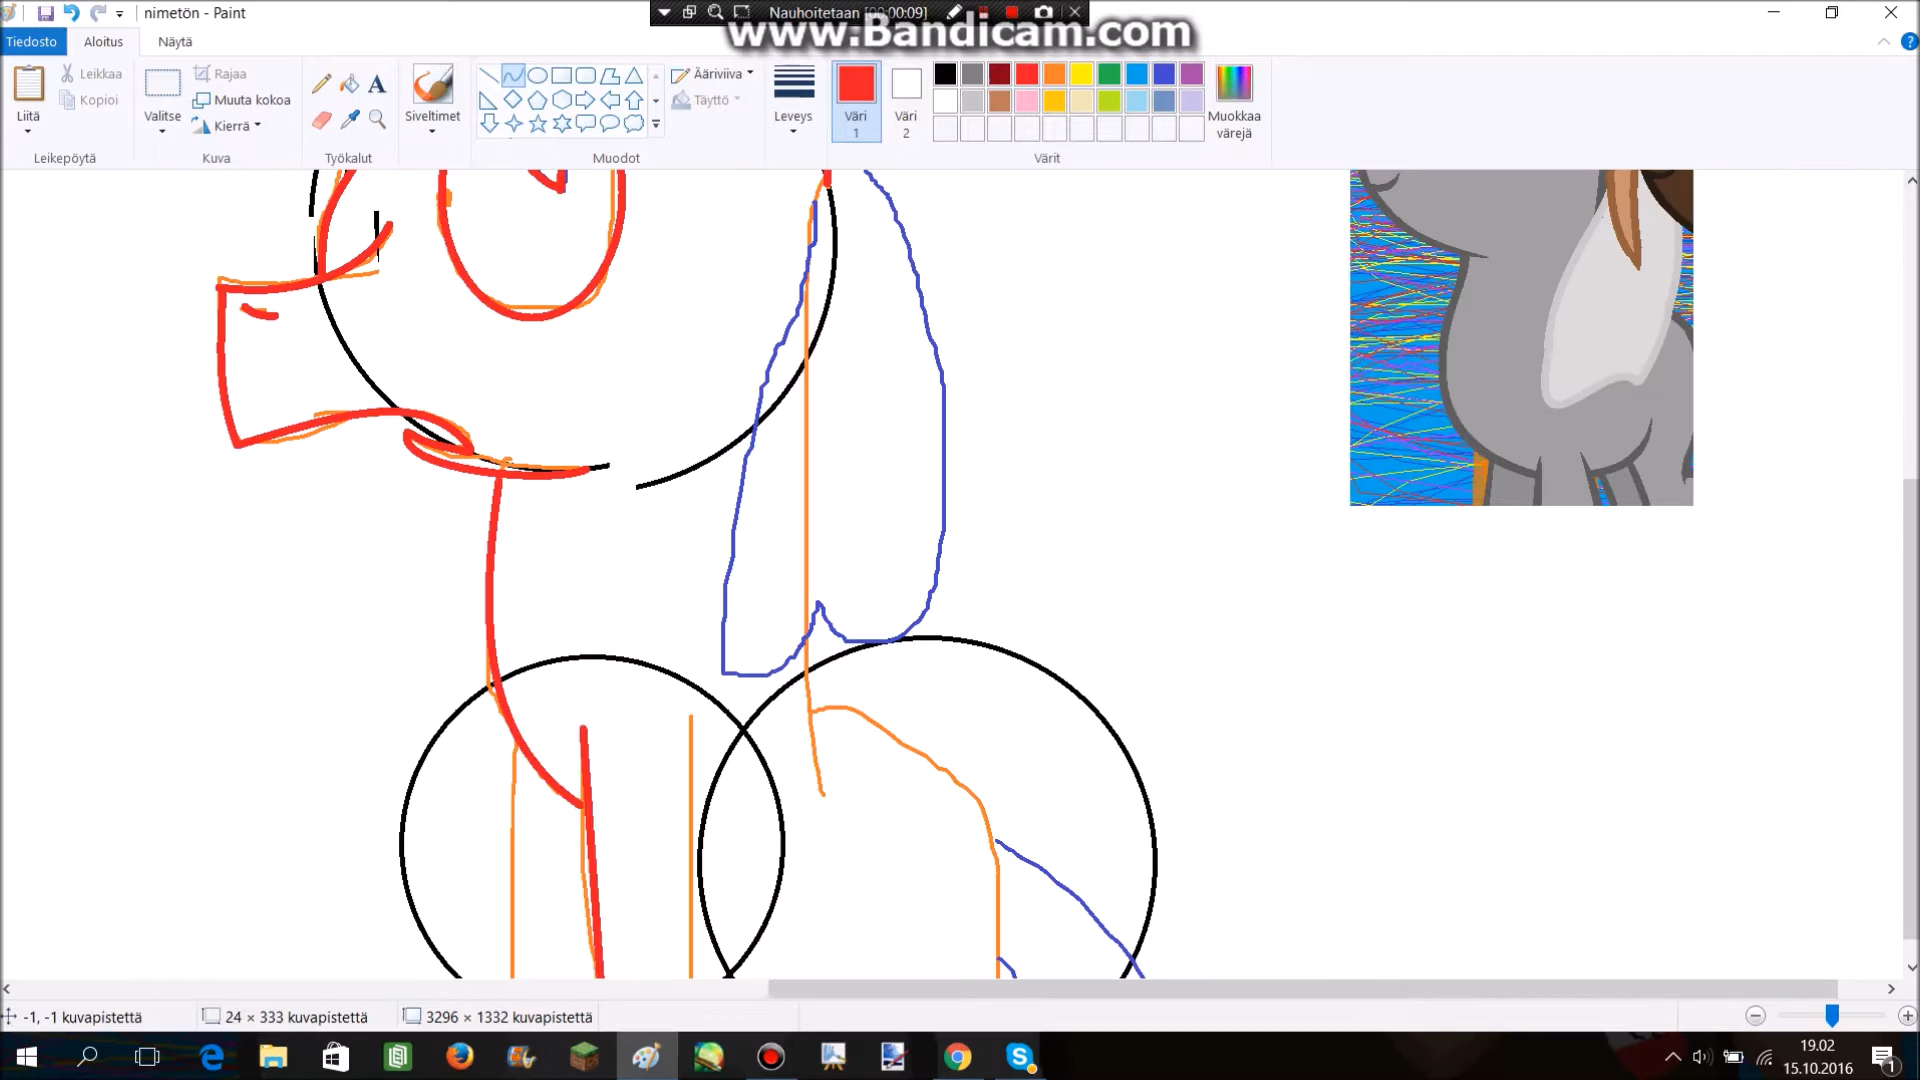 nimetön - Paint
Nauhoitetaan [00:00:09]
www.Bandicam.com
Tiedosto
Aloitus
Näytä
Liitä
Leikkaa
Kopioi
Leikepöytä
Valitse
Rajaa
Muuta kokoa
Kierrä
Kuva
A
Työkalut
Siveltimet
Ääriviiva
Täyttö
Muodot
Leveys
Väri
1
Väri
2
Muokkaa
värejä
Värit
-1, -1 kuvapistettä
24 × 333 kuvapistettä
3296 × 1332 kuvapistettä
19.02
15.10.2016
1